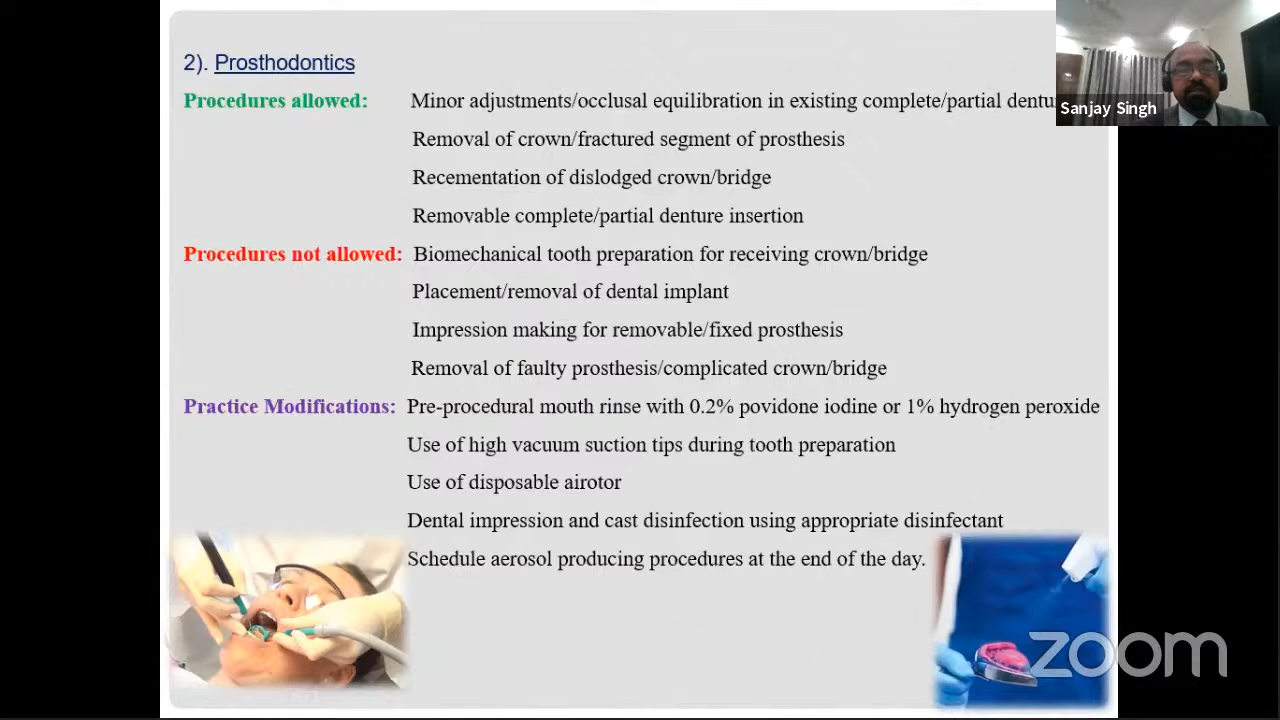 2). Prosthodontics
Procedures allowed: Minor adjustments/occlusal equilibration in existing complete/partial
Removal of crown/fractured segment of prosthesis
Recementation of dislodged crown/bridge
Removable complete/partial denture insertion
Procedures not allowed: Biomechanical tooth preparation for receiving crown/bridge
Placement/removal of dental implant
Impression making for removable/fixed prosthesis
Removal of faulty prosthesis/complicated crown/bridge
Practice Modifications: Pre-procedural mouth rinse with 0.2% povidone iodine or 1% hydrogen peroxide
Use of high vacuum suction tips during tooth preparation
Use of disposable airotor
Dental impression and cast disinfection using appropriate disinfectant
Schedule aerosol producing procedures at the end of the day.
Sanjay Singh
zoom